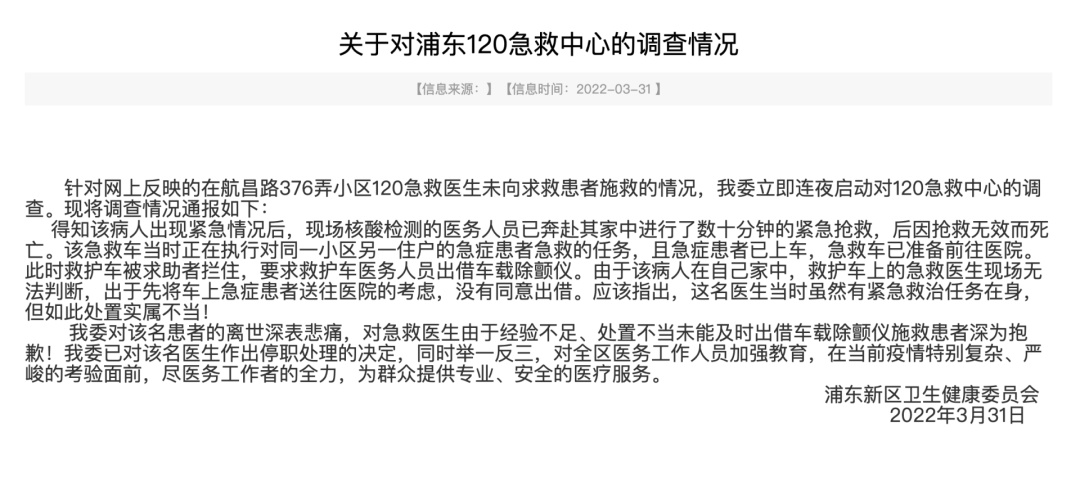 关于对浦东120急救中心的调查情况
【信息来源：】【信息时间：2022-03-31 】
针对网上反映的在航昌路376弄小区120急救医生未向求救患者施救的情况，我委立即连夜启动对120急救中心的调
查。现将调查情况通报如下：
得知该病人出现紧急情况后，现场核酸检测的医务人员已奔赴其家中进行了数十分钟的紧急抢救，后因抢救无效而死
亡。该急救车当时正在执行对同一小区另一住户的急症患者急救的任务，且急症患者已上车，急救车已准备前往医院。
此时救护车被求助者拦住，要求救护车医务人员出借车载除颤仪。由于该病人在自己家中，救护车上的急救医生现场无
法判断，出于先将车上急症患者送往医院的考虑，没有同意出借。应该指出，这名医生当时虽然有紧急救治任务在身，
但如此处置实属不当！
我委对该名患者的离世深表悲痛，对急救医生由于经验不足、处置不当未能及时出借车载除颤仪施救患者深为抱
歉！我委已对该名医生作出停职处理的决定，同时举一反三，对全区医务工作人员加强教育，在当前疫情特别复杂、严
峻的考验面前，尽医务工作者的全力，为群众提供专业、安全的医疗服务。
浦东新区卫生健康委员会
2022年3月31日